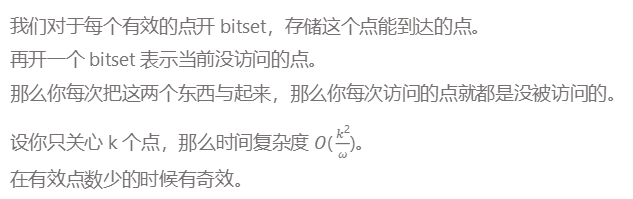 我们对于每个有效的点开 bitset，存储这个点能到达的点。
再开一个 bitset 表示当前没访问的点。
那么你每次把这两个东西与起来，那么你每次访问的点就都是没被访问的。
设你只关心 k 个点，那么时间复杂度 O(\frac{k^2}{ω})。
在有效点数少的时候有奇效。